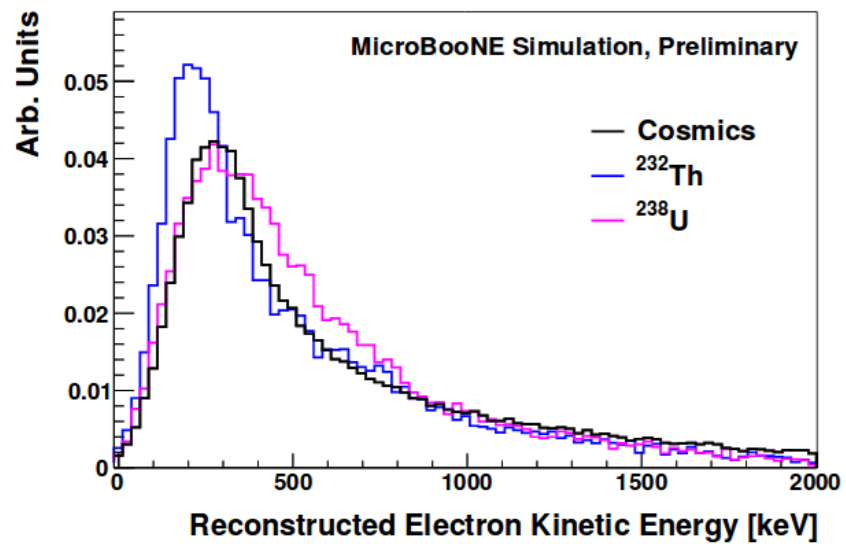 MicroBooNE Simulation, Preliminary
Arb. Units
0.05
0.04
0.03
0.02
0.01
0
Cosmics
²³²Th
²³⁸U
0 500 1000 1500 2000
Reconstructed Electron Kinetic Energy [keV]